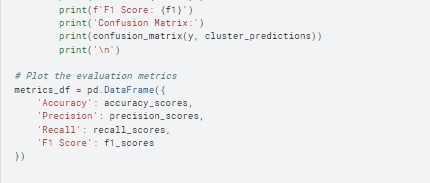 print(f'F1 Score: {f1}')
print('Confusion Matrix:')
print(confusion_matrix(y, cluster_predictions))
print('\n')
# Plot the evaluation metrics
metrics_df = pd.DataFrame({
'Accuracy': accuracy_scores,
'Precision': precision_scores,
'Recall': recall_scores,
'F1 Score': f1_scores
})